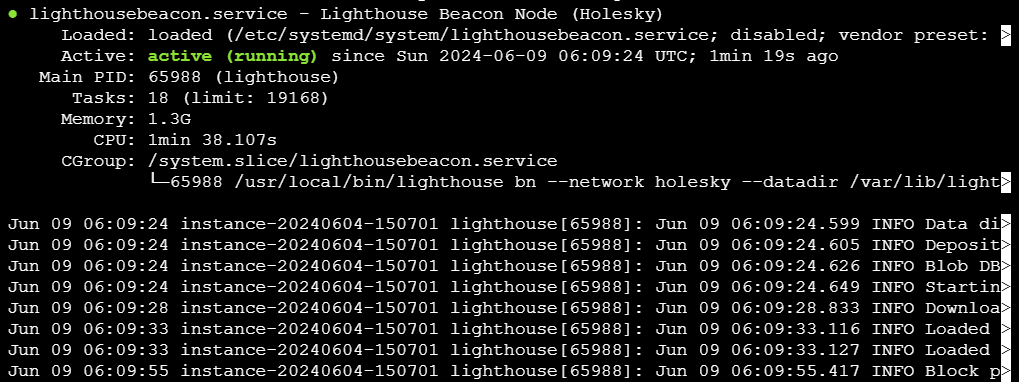 ● lighthousebeacon.service - Lighthouse Beacon Node (Holesky)
Loaded: loaded (/etc/systemd/system/lighthousebeacon.service; disabled; vendor preset: >
Active: active (running) since Sun 2024-06-09 06:09:24 UTC; 1min 19s ago
Main PID: 65988 (lighthouse)
Tasks: 18 (limit: 19168)
Memory: 1.3G
CPU: 1min 38.107s
CGroup: /system.slice/lighthousebeacon.service
└─65988 /usr/local/bin/lighthouse bn --network holesky --datadir /var/lib/light>
Jun 09 06:09:24 instance-20240604-150701 lighthouse[65988]: Jun 09 06:09:24.599 INFO Data di>
Jun 09 06:09:24 instance-20240604-150701 lighthouse[65988]: Jun 09 06:09:24.605 INFO Deposit>
Jun 09 06:09:24 instance-20240604-150701 lighthouse[65988]: Jun 09 06:09:24.626 INFO Blob DB>
Jun 09 06:09:24 instance-20240604-150701 lighthouse[65988]: Jun 09 06:09:24.649 INFO Startin>
Jun 09 06:09:28 instance-20240604-150701 lighthouse[65988]: Jun 09 06:09:28.833 INFO Downloa>
Jun 09 06:09:33 instance-20240604-150701 lighthouse[65988]: Jun 09 06:09:33.116 INFO Loaded >
Jun 09 06:09:33 instance-20240604-150701 lighthouse[65988]: Jun 09 06:09:33.127 INFO Loaded >
Jun 09 06:09:55 instance-20240604-150701 lighthouse[65988]: Jun 09 06:09:55.417 INFO Block p>